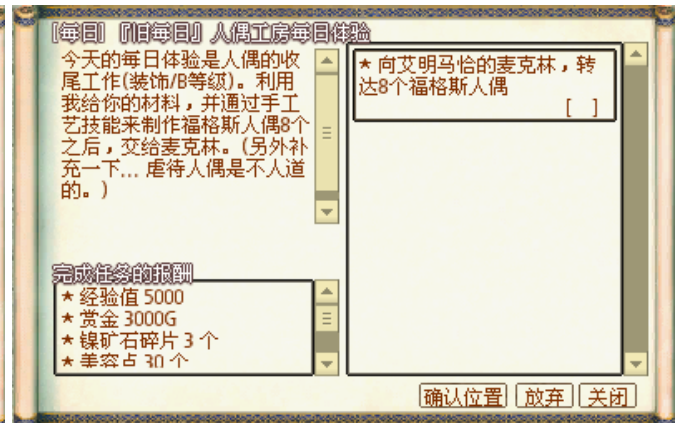 [每日] 『旧每日』 人偶工房每日体验
今天的每日体验是人偶的收
尾工作(装饰/B等级)。利用
我给你的材料，并通过手工
艺技能来制作福格斯人偶8个
之后，交给麦克林。(另外补
充一下... 虐待人偶是不人道
的。)
★ 向艾明马恰的麦克林，转
达8个福格斯人偶
[ ]
完成任务的报酬
★ 经验值 5000
★ 赏金 3000G
★ 镍矿石碎片 3 个
★ 美容点 30 个
确认位置 放弃 关闭